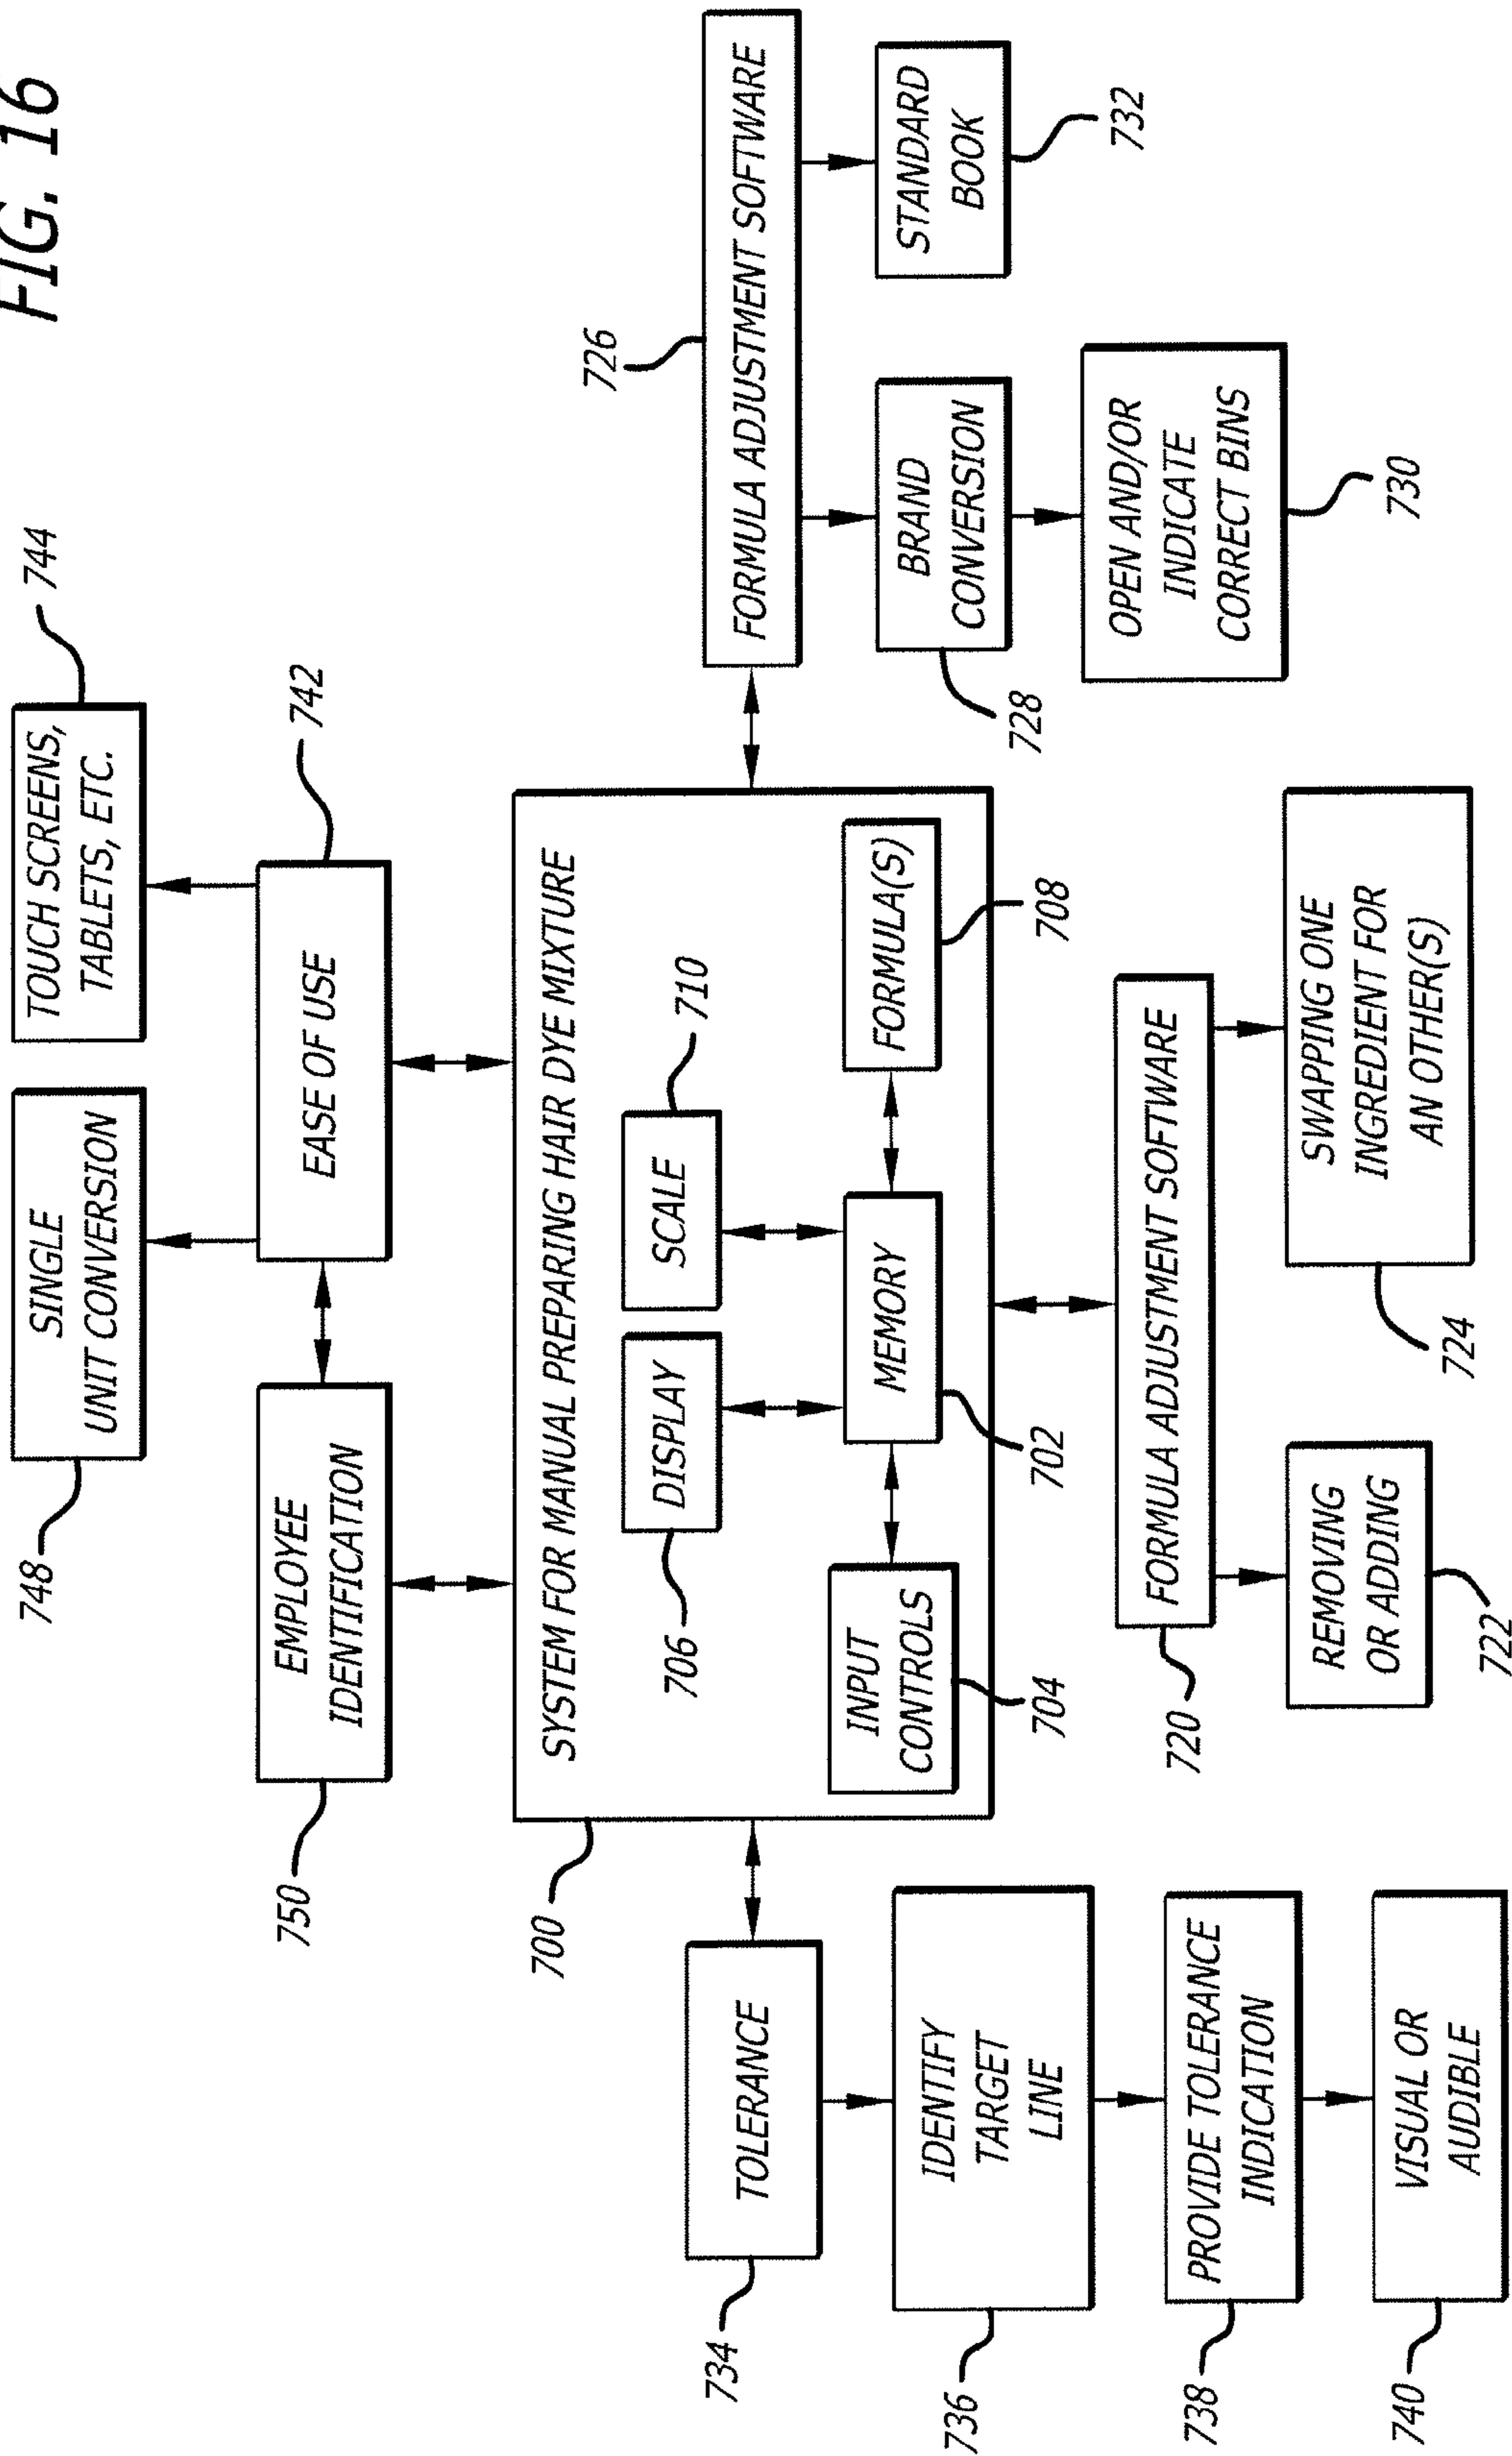 FIG. 16
748
SINGLE
UNIT CONVERSION
TOUCH SCREENS,
TABLETS, ETC.
744
750
EMPLOYEE
IDENTIFICATION
EASE OF USE
742
700
SYSTEM FOR MANUAL PREPARING HAIR DYE MIXTURE
706
DISPLAY
SCALE
710
INPUT
CONTROLS
704
MEMORY
702
FORMULA(S)
708
734
TOLERANCE
736
IDENTIFY
TARGET
LINE
738
PROVIDE TOLERANCE
INDICATION
740
VISUAL OR
AUDIBLE
720
FORMULA ADJUSTMENT SOFTWARE
REMOVING
OR ADDING
722
SWAPPING ONE
INGREDIENT FOR
AN OTHER(S)
724
726
FORMULA ADJUSTMENT SOFTWARE
BRAND
CONVERSION
728
STANDARD
BOOK
732
OPEN AND/OR
INDICATE
CORRECT BINS
730